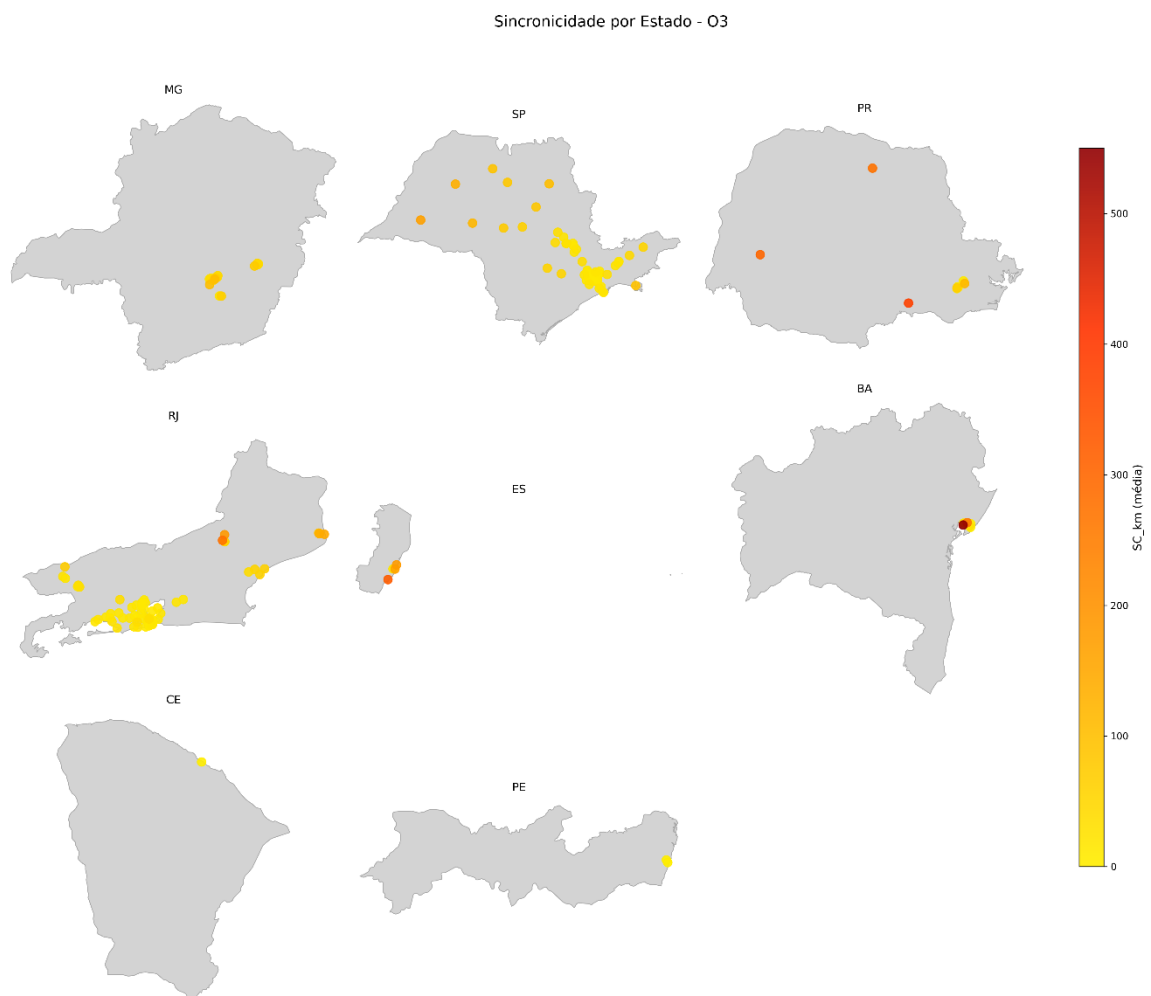 Sincronicidade por Estado - O3
MG
SP
PR
RJ
ES
BA
CE
PE
500
400
300
200
100
0
SC_km (média)